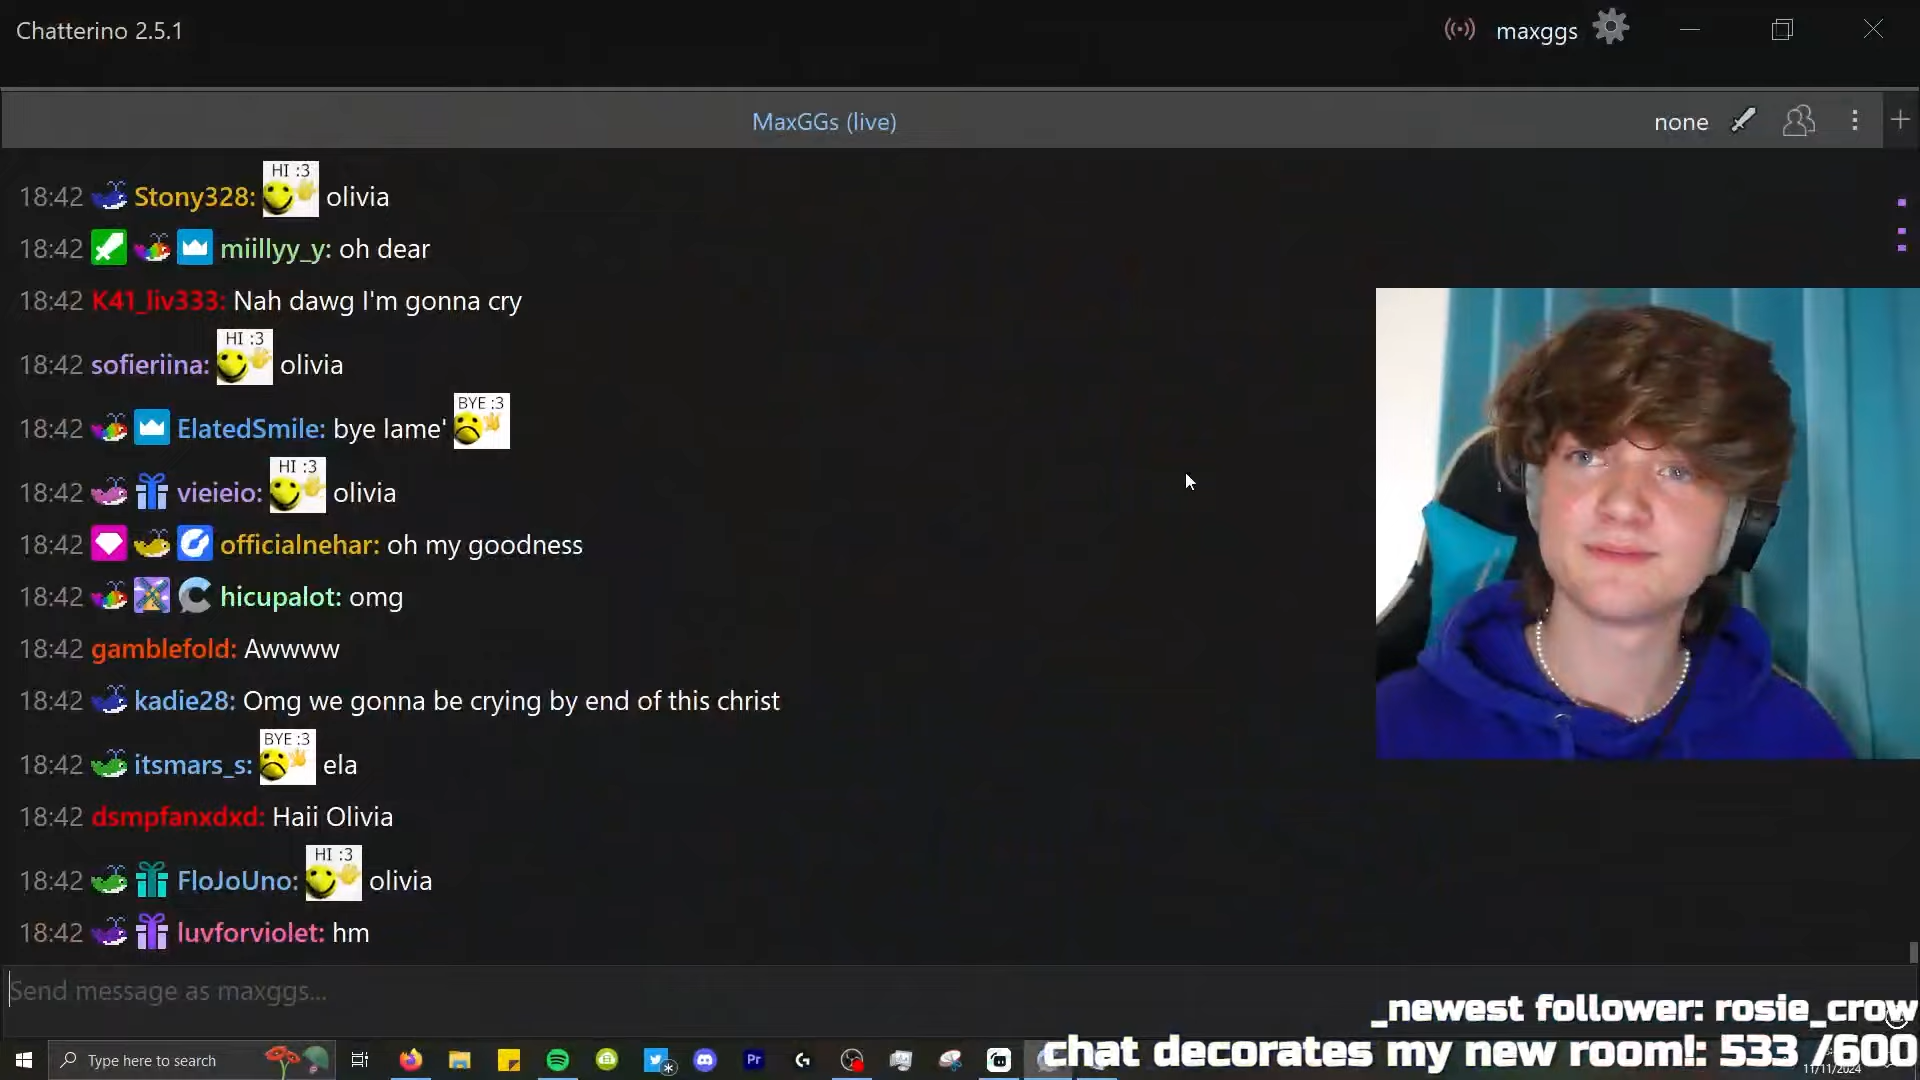 Chatterino 2.5.1
maxggs
MaxGGs (live)
none
HI :3
18:42 Stony328: olivia
18:42 miillyy_y: oh dear
18:42 K41_liv333: Nah dawg I'm gonna cry
HI :3
18:42 sofieriina: olivia
BYE :3
18:42 ElatedSmile: bye lame'
HI :3
18:42 vieieio: olivia
18:42 officialnehar: oh my goodness
18:42 hicupalot: omg
18:42 gamblefold: Awwww
18:42 kadie28: Omg we gonna be crying by end of this christ
BYE :3
18:42 itsmars_s: ela
18:42 dsmpfanxdxd: Haii Olivia
HI :3
18:42 FloJoUno: olivia
18:42 luvforviolet: hm
Send message as maxggs...
_newest follower: rosie_crow
chat decorates my new room!: 533 /600
Type here to search
Pr
11/11/2024